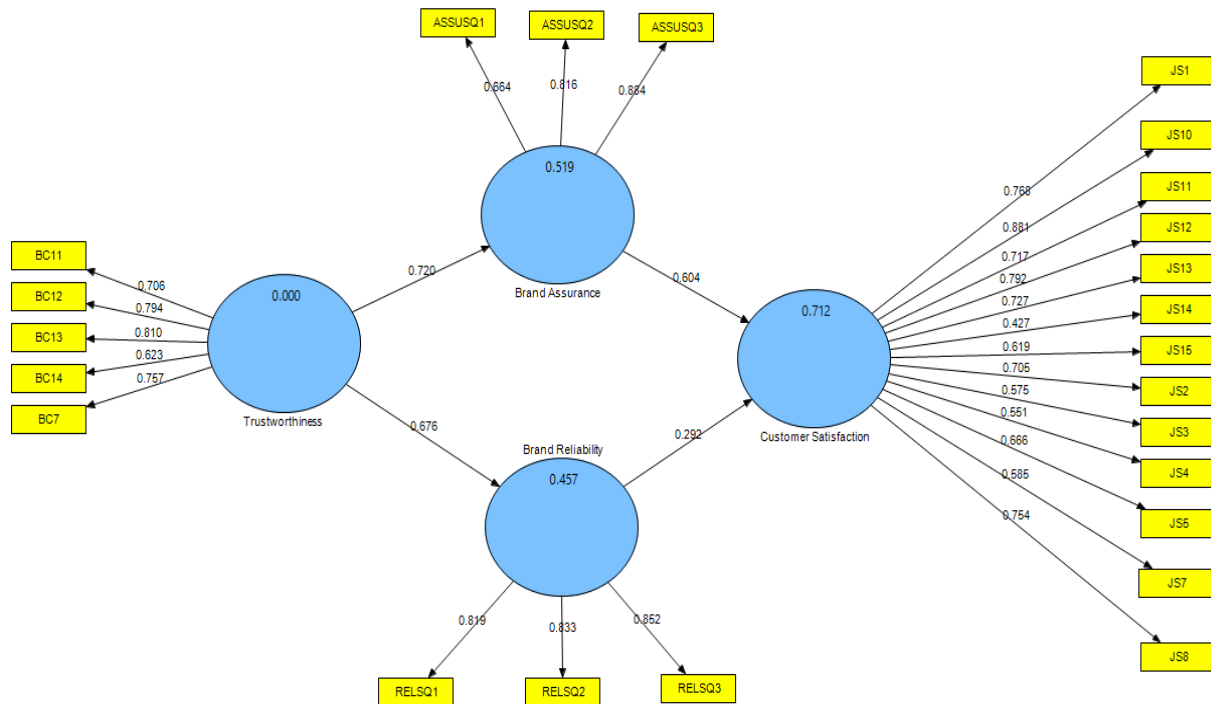 ASSUSQ1
ASSUSQ2
ASSUSQ3
0.664
0.816
0.884
0.519
Brand Assurance
BC11
BC12
BC13
BC14
BC7
0.706
0.794
0.810
0.623
0.757
0.000
Trustworthiness
0.720
0.676
0.604
0.292
Brand Reliability
0.457
0.819
0.833
0.852
RELSQ1
RELSQ2
RELSQ3
0.712
Customer Satisfaction
0.768
0.881
0.717
0.792
0.727
0.427
0.619
0.705
0.575
0.551
0.666
0.585
0.754
JS1
JS10
JS11
JS12
JS13
JS14
JS15
JS2
JS3
JS4
JS5
JS7
JS8